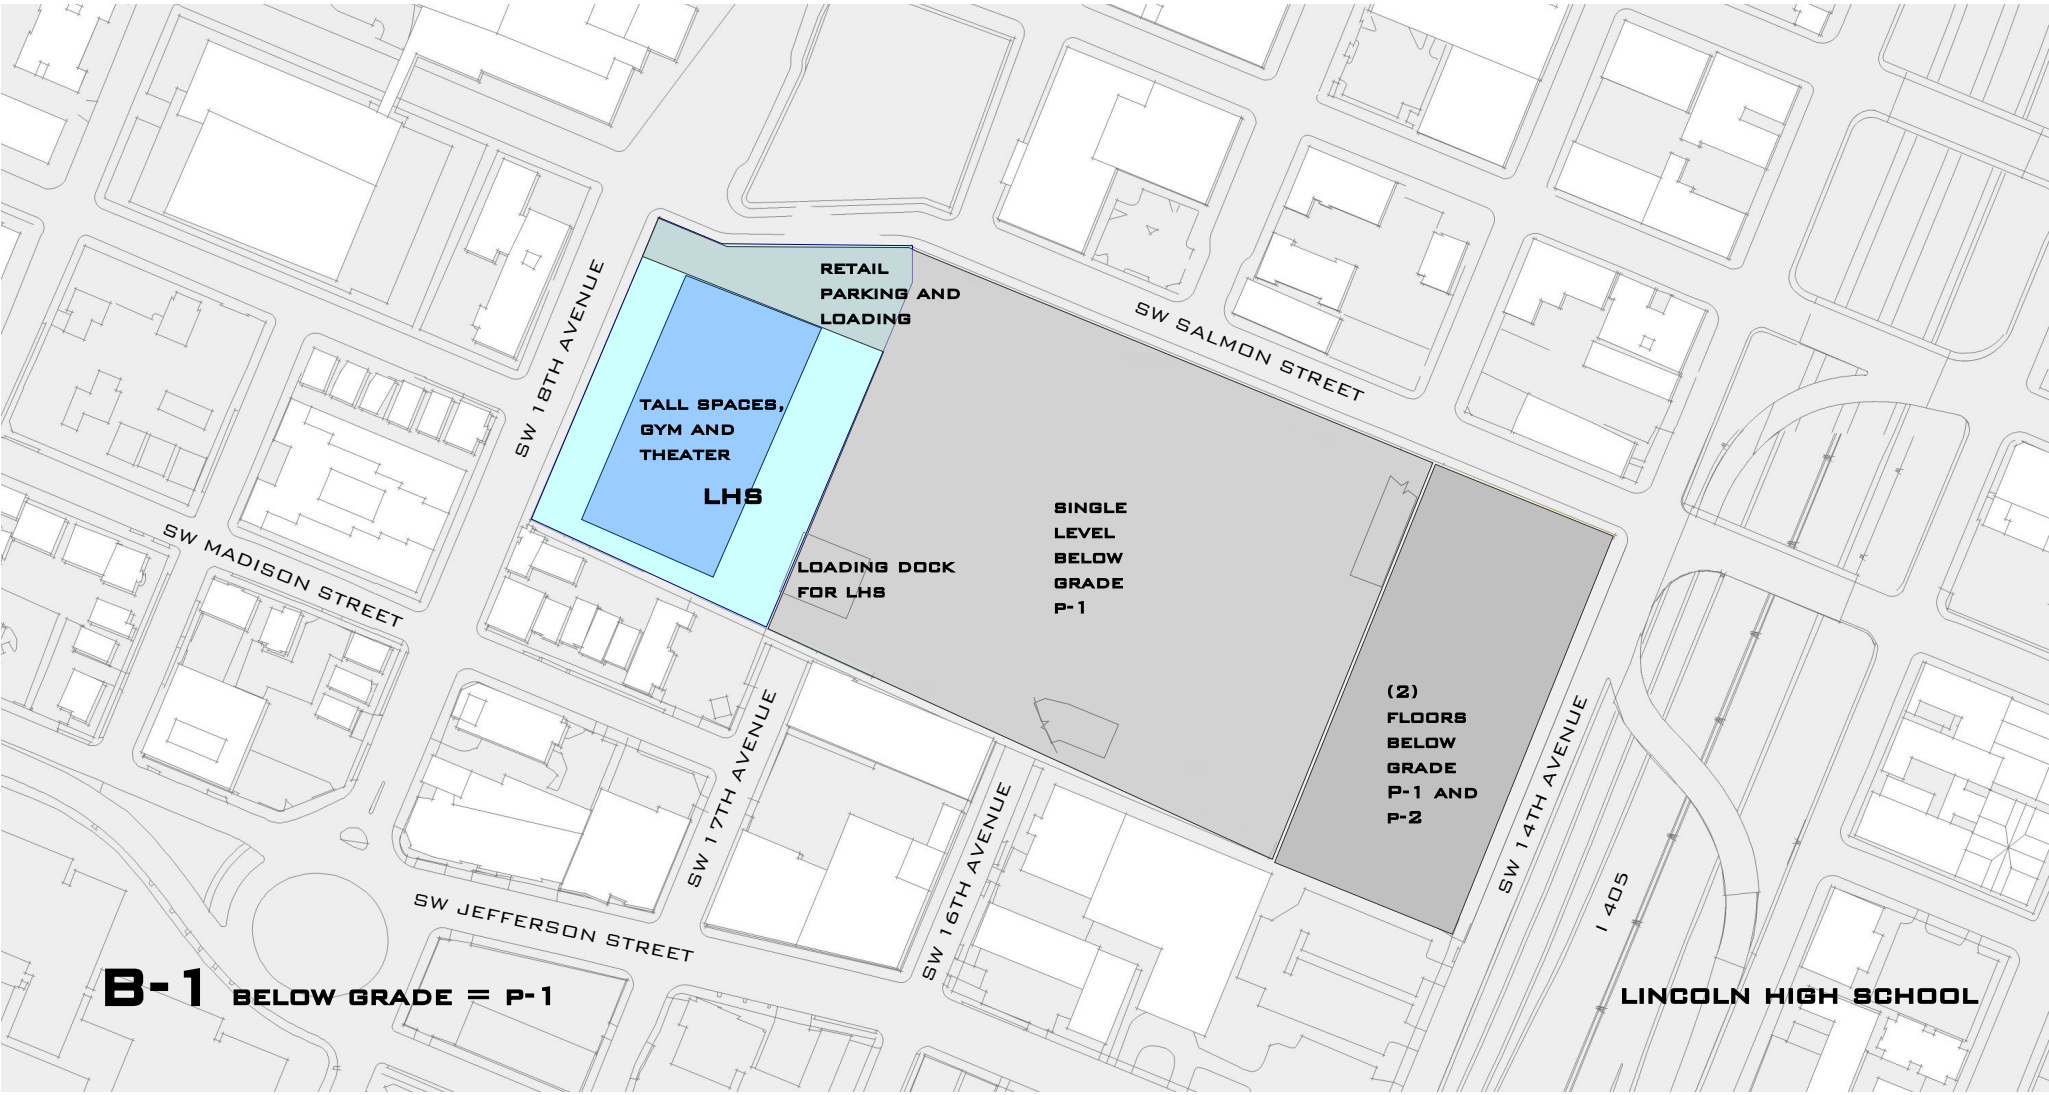 RETAIL
PARKING AND
LOADING
SW SALMON STREET
SW 18TH AVENUE
TALL SPACES,
GYM AND
THEATER
LHS
SINGLE
LEVEL
BELOW
GRADE
P-1
LOADING DOCK
FOR LHS
SW MADISON STREET
(2)
FLOORS
BELOW
GRADE
P-1 AND
P-2
SW 17TH AVENUE
SW 16TH AVENUE
SW 14TH AVENUE
I 405
SW JEFFERSON STREET
B-1 BELOW GRADE = P-1
LINCOLN HIGH SCHOOL